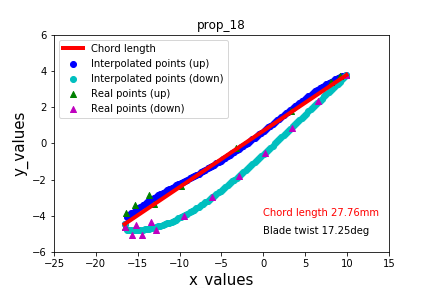 prop_18
Chord length
Interpolated points (up)
Interpolated points (down)
Real points (up)
Real points (down)
y_values
6
4
2
0
−2
−4
−6
Chord length 27.76mm
Blade twist 17.25deg
−25
−20
−15
−10
−5
0
5
10
15
x_values